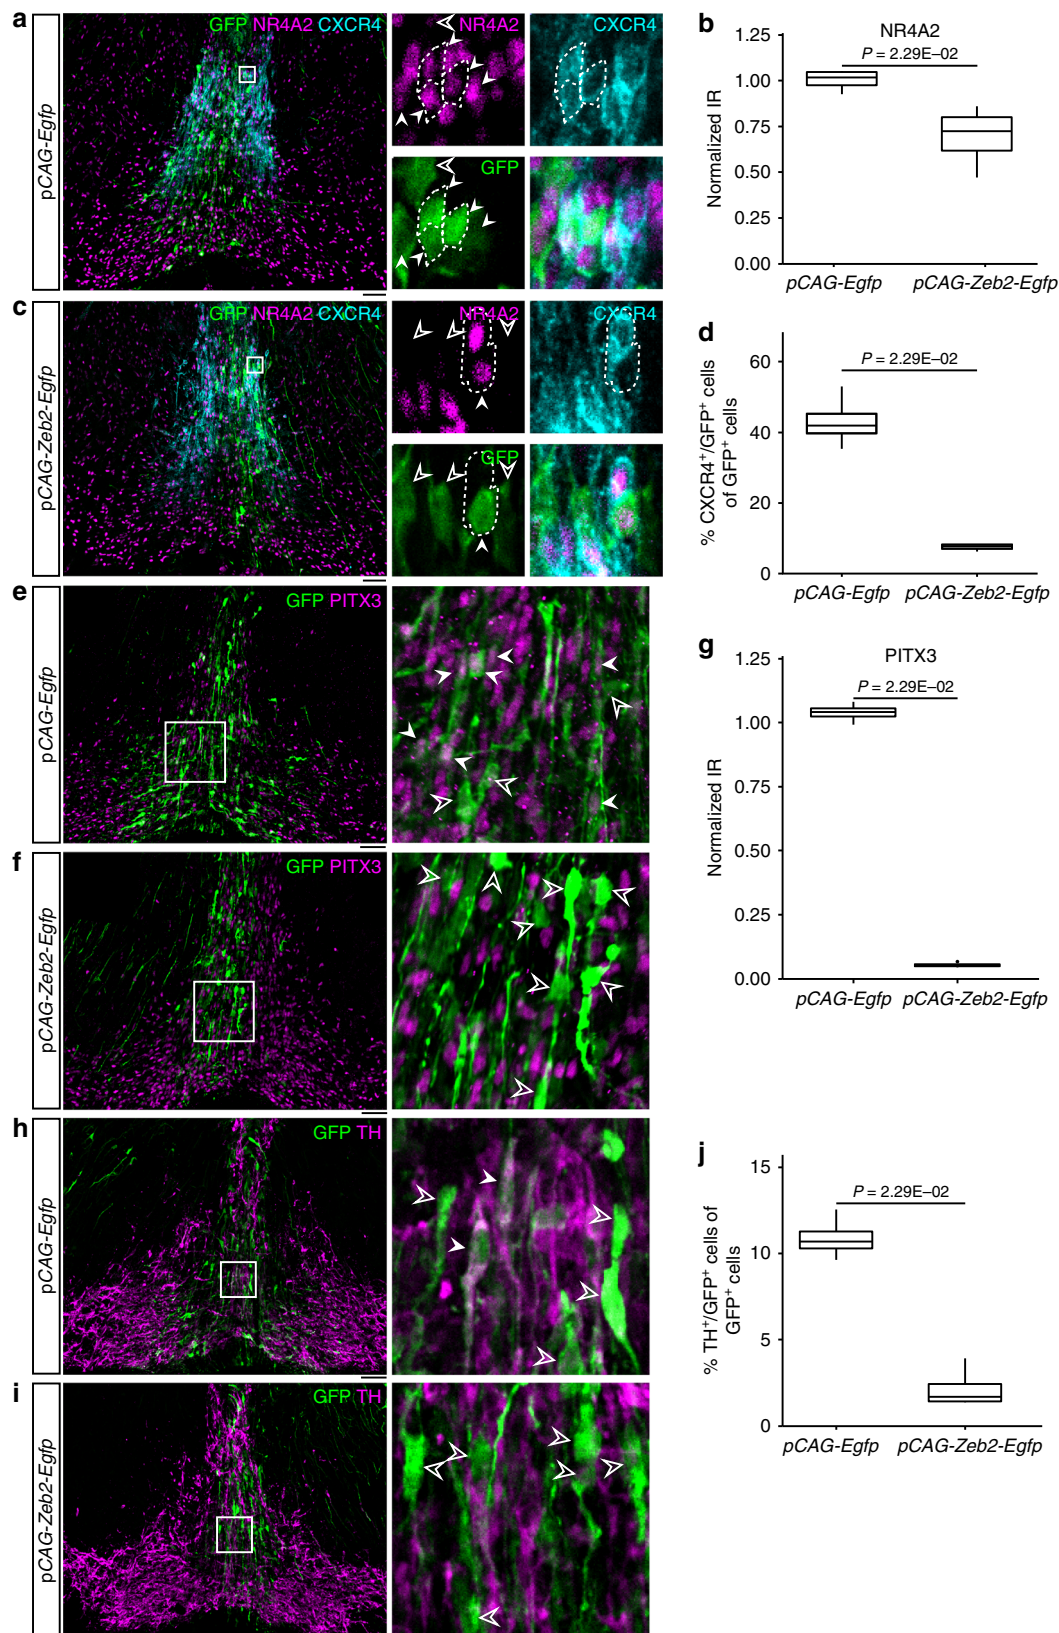 a
pCAG-Egfp
GFP NR4A2 CXCR4
NR4A2
CXCR4
GFP
b
NR4A2
P = 2.29E–02
Normalized IR
1.25
1.00
0.75
0.50
0.25
0.00
pCAG-Egfp
pCAG-Zeb2-Egfp
c
pCAG-Zeb2-Egfp
GFP NR4A2 CXCR4
NR4A2
CXCR4
GFP
d
P = 2.29E–02
% CXCR4+/GFP+ cells
of GFP+ cells
60
40
20
0
pCAG-Egfp
pCAG-Zeb2-Egfp
e
pCAG-Egfp
GFP PITX3
f
pCAG-Zeb2-Egfp
GFP PITX3
g
PITX3
P = 2.29E–02
Normalized IR
1.25
1.00
0.75
0.50
0.25
0.00
pCAG-Egfp
pCAG-Zeb2-Egfp
h
pCAG-Egfp
GFP TH
i
pCAG-Zeb2-Egfp
GFP TH
j
P = 2.29E–02
% TH+/GFP+ cells of
GFP+ cells
15
10
5
0
pCAG-Egfp
pCAG-Zeb2-Egfp